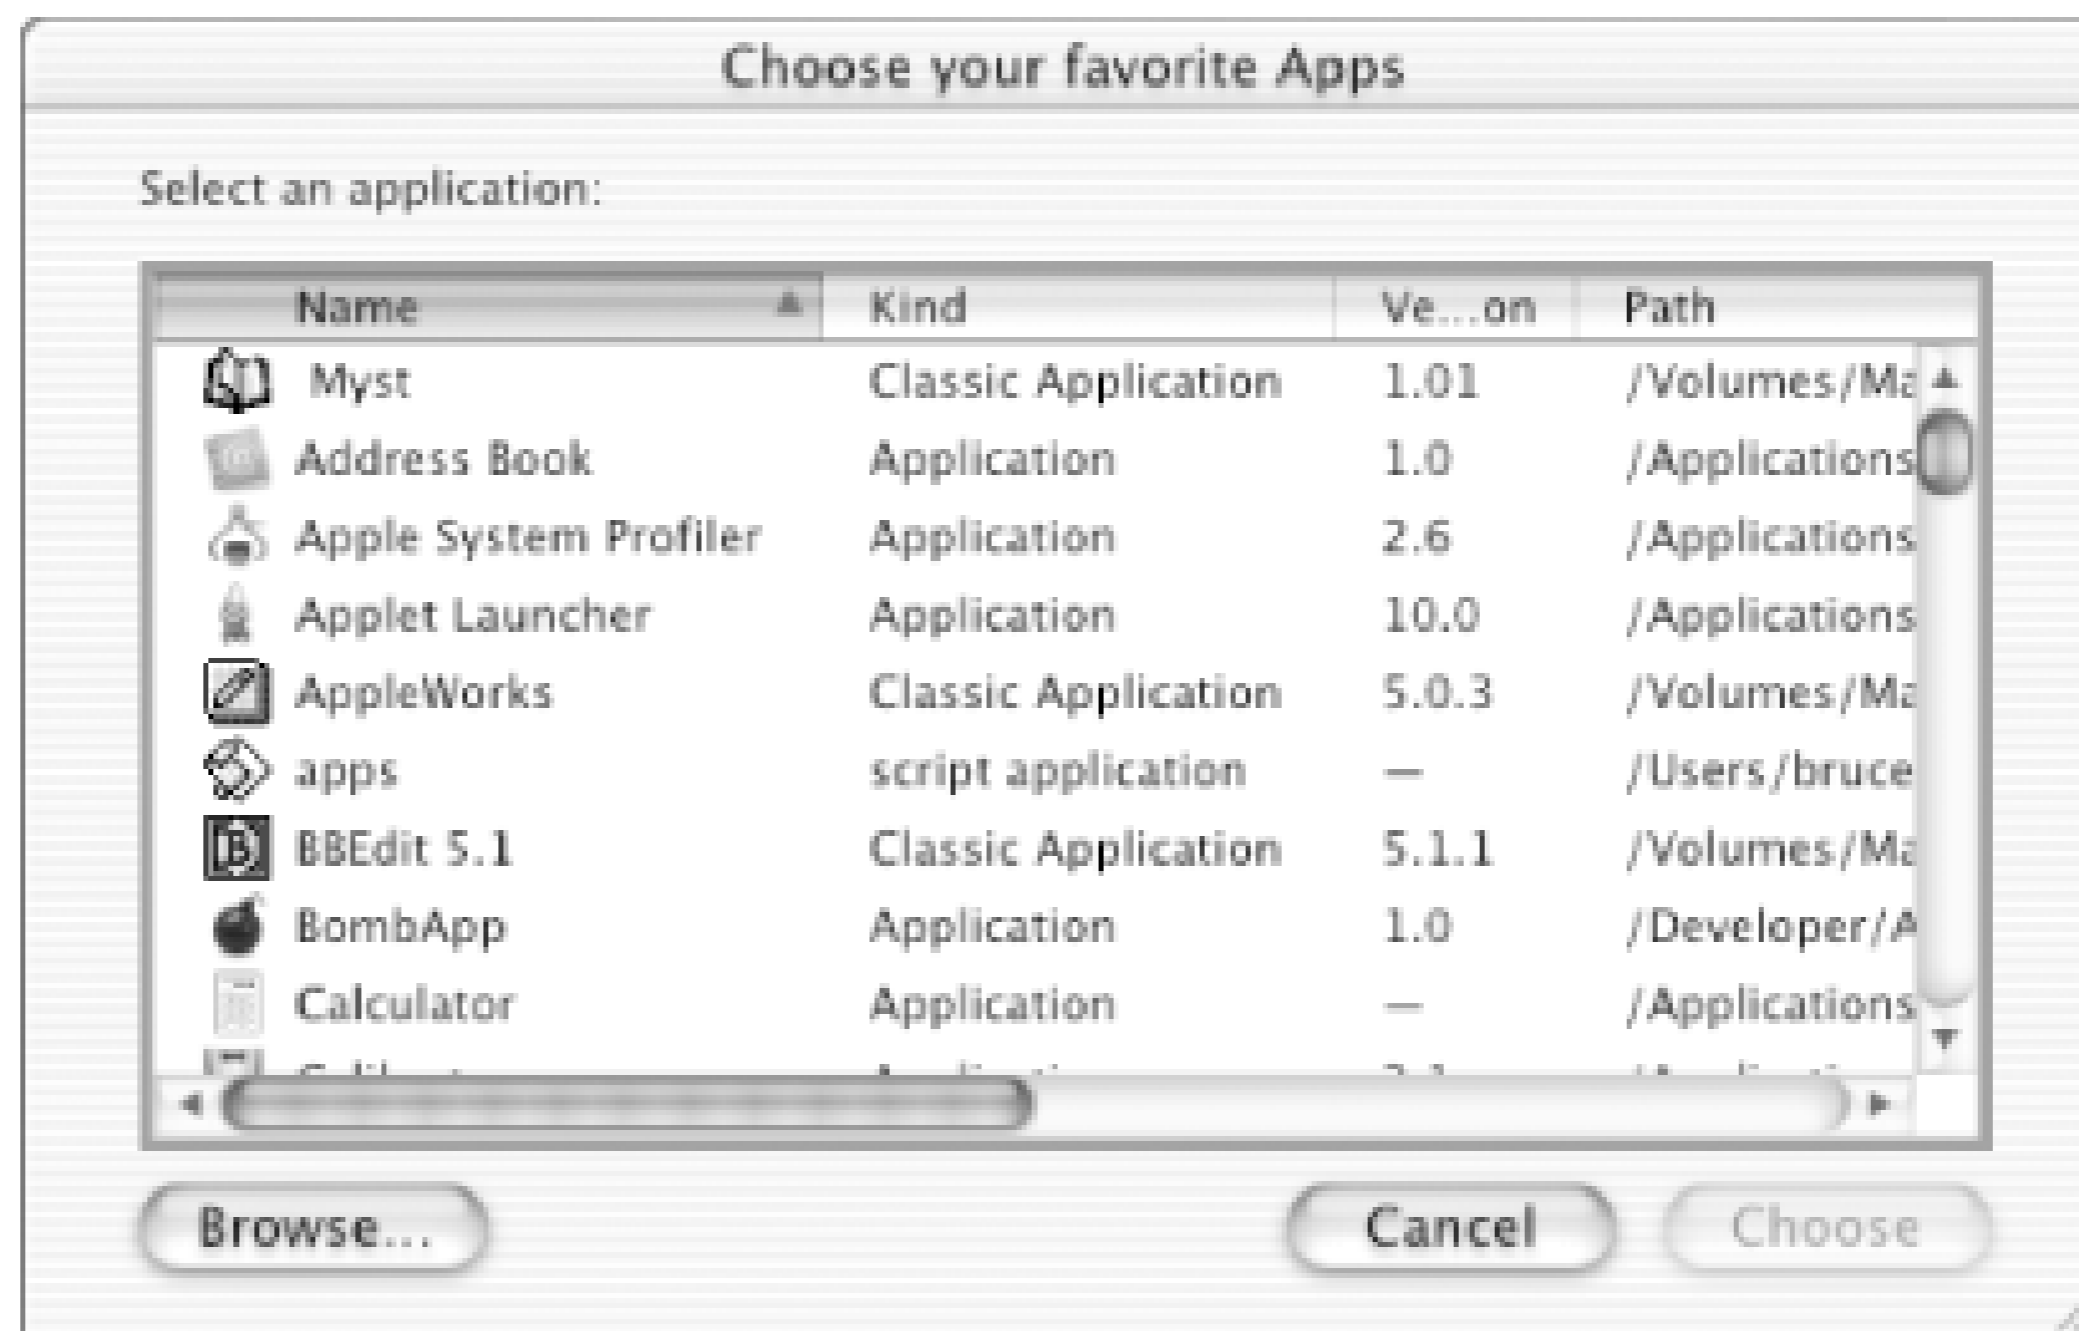 Choose your favorite Apps
Select an application:
Name Kind Ve...on Path
Myst Classic Application 1.01 /Volumes/Ma
Address Book Application 1.0 /Applications
Apple System Profiler Application 2.6 /Applications
Applet Launcher Application 10.0 /Applications
AppleWorks Classic Application 5.0.3 /Volumes/Ma
apps script application — /Users/bruce
BBEdit 5.1 Classic Application 5.1.1 /Volumes/Ma
BombApp Application 1.0 /Developer/A
Calculator Application — /Applications
Browse... Cancel Choose